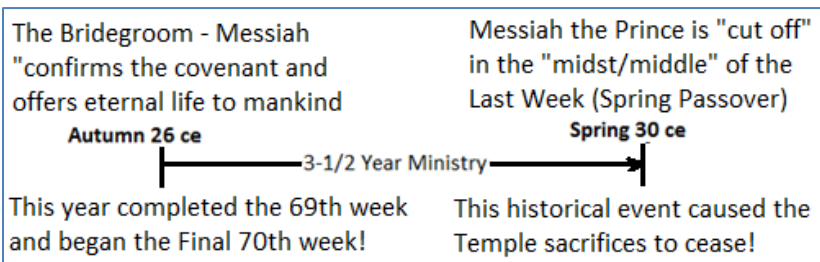 The Bridegroom - Messiah
"confirms the covenant and
offers eternal life to mankind
Autumn 26 ce
Messiah the Prince is "cut off"
in the "midst/middle" of the
Last Week (Spring Passover)
Spring 30 ce
3-1/2 Year Ministry
This year completed the 69th week
and began the Final 70th week!
This historical event caused the
Temple sacrifices to cease!